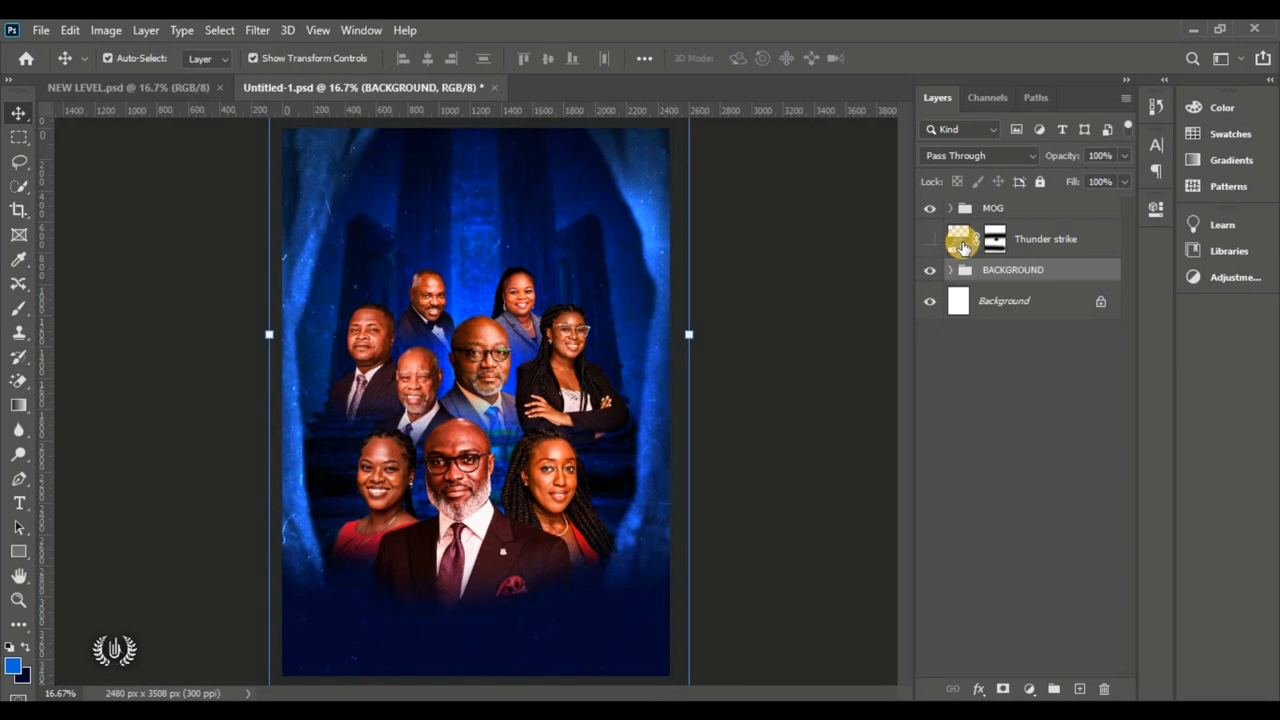 Ps File Edit Image Layer Type Select Filter 3D View Window Help
Auto-Select: Layer Show Transform Controls 3D Mode:
NEW LEVEL.psd @ 16.7% (RGB/8) × Untitled-1.psd @ 16.7% (BACKGROUND, RGB/8) * ×
1400 1200 1000 800 600 400 200 0 200 400 600 800 1000 1200 1400 1600 1800 2000 2200 2400 2600 2800 3000 3200 3400 3600 3800
Layers Channels Paths
Color
Kind
Swatches
Pass Through Opacity: 100%
Gradients
Lock: Fill: 100%
Patterns
MOG
Learn
Thunder strike
Libraries
BACKGROUND
Adjustme...
Background
16.67% 2480 px x 3508 px (300 ppi)
fx